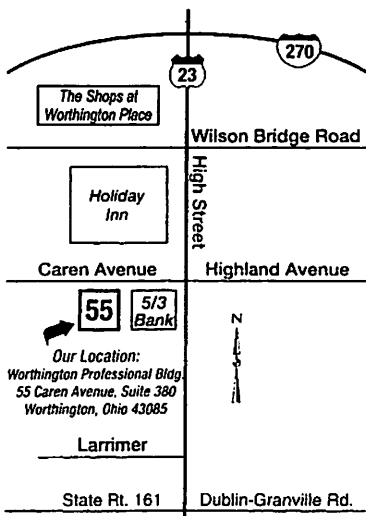 270
23
The Shops at
Worthington Place
Wilson Bridge Road
High Street
Holiday
Inn
Caren Avenue
Highland Avenue
55
5/3
Bank
N
S
Our Location:
Worthington Professional Bldg.
55 Caren Avenue, Suite 380
Worthington, Ohio 43085
Larrimer
State Rt. 161
Dublin-Granville Rd.